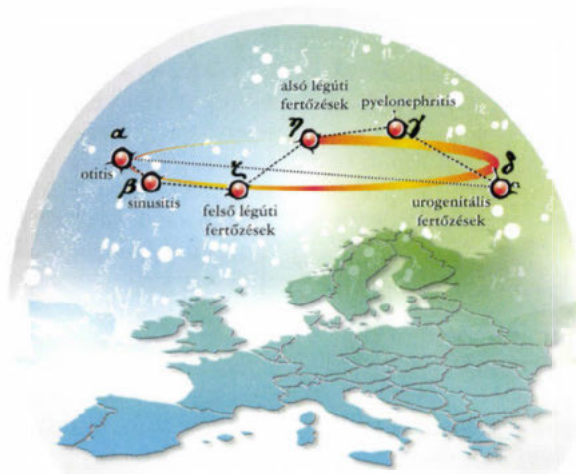 alsó légúti
fertőzések
pyelonephritis
α
η
γ
otitis
β
sinusitis
ζ
felső légúti
fertőzések
δ
urogenitális
fertőzések